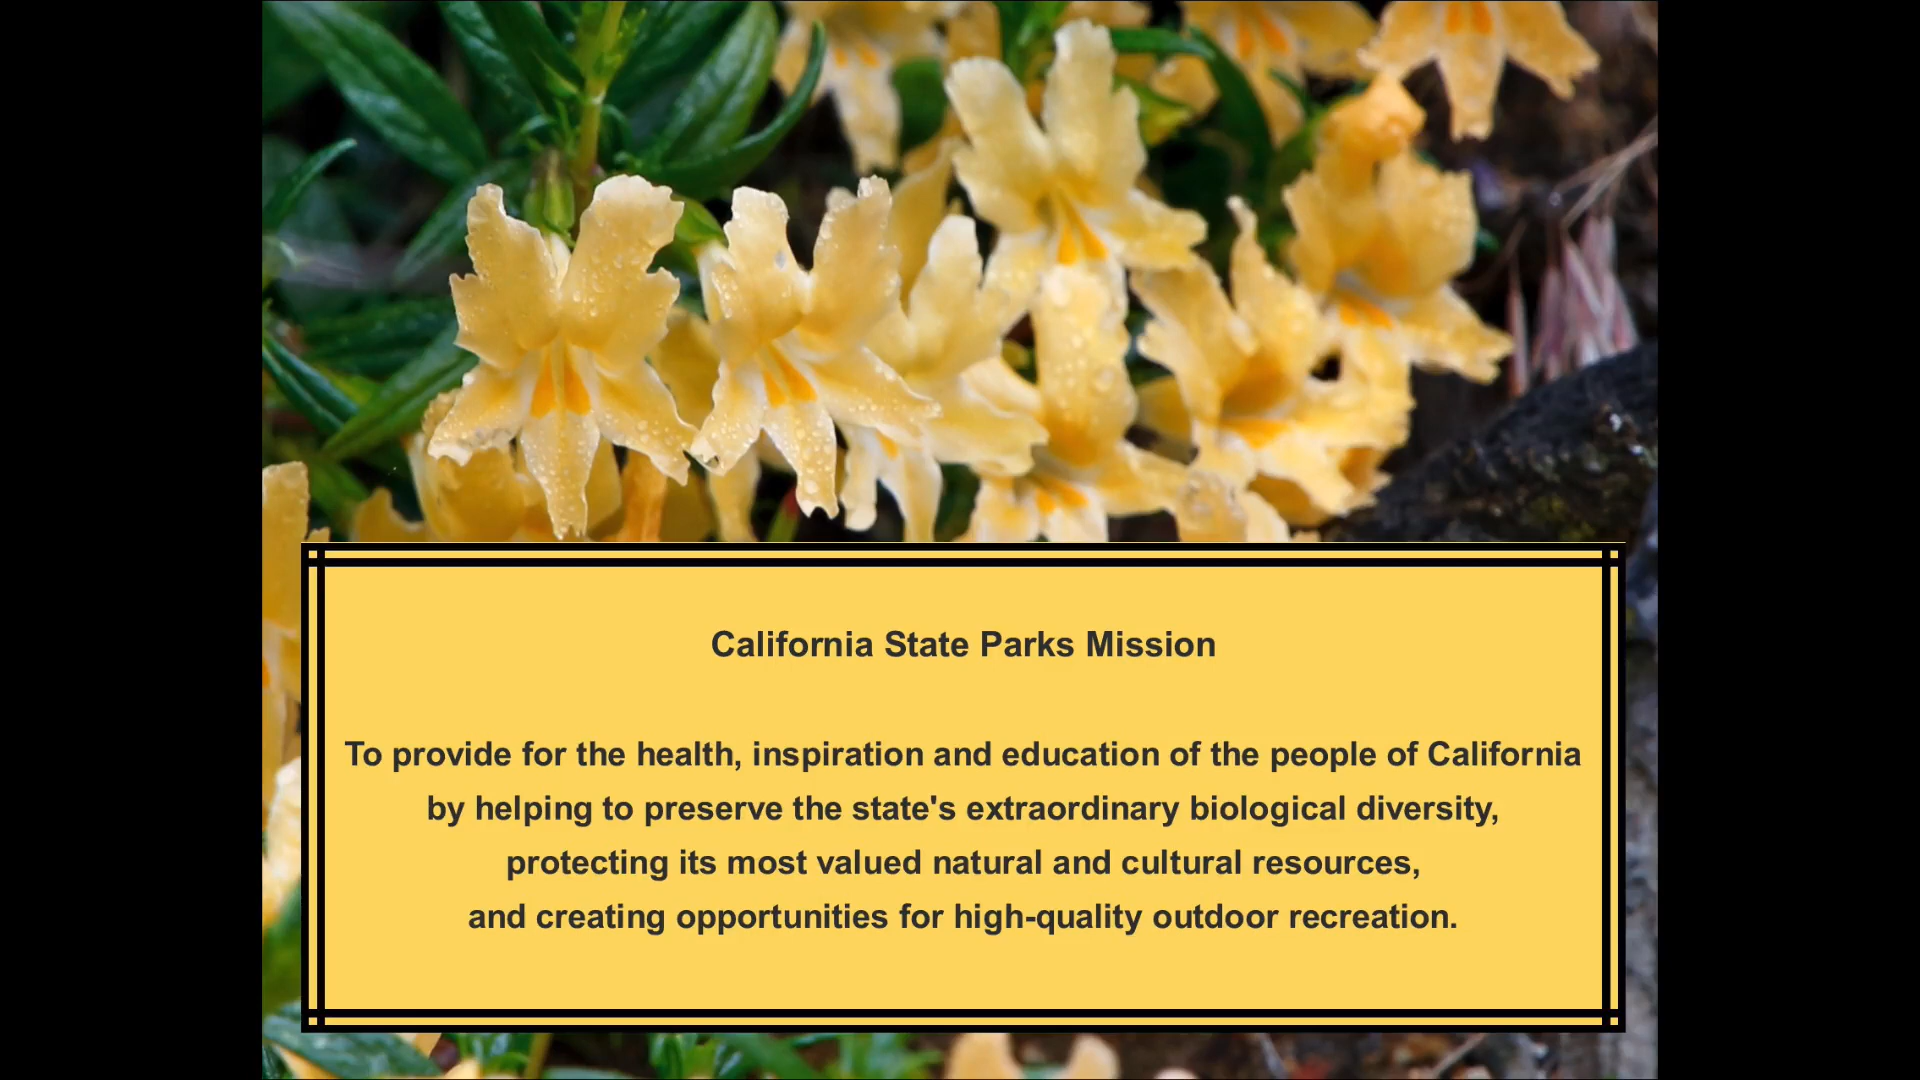 California State Parks Mission
To provide for the health, inspiration and education of the people of California
by helping to preserve the state's extraordinary biological diversity,
protecting its most valued natural and cultural resources,
and creating opportunities for high-quality outdoor recreation.